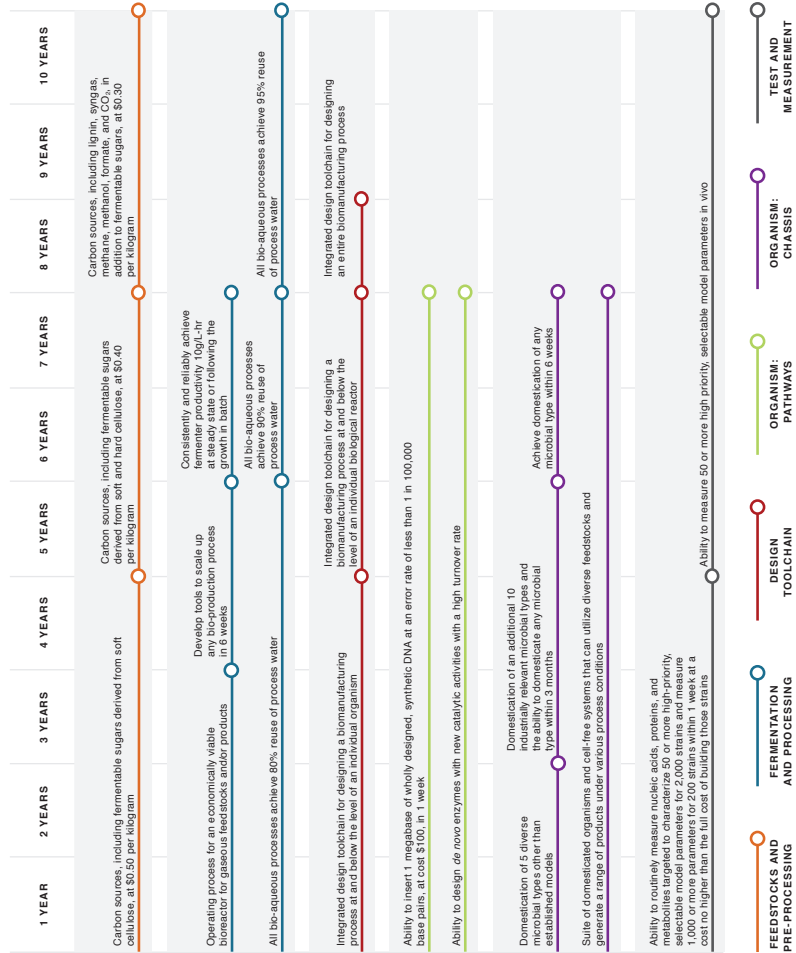 1 YEAR
2 YEARS
3 YEARS
4 YEARS
5 YEARS
6 YEARS
7 YEARS
8 YEARS
9 YEARS
10 YEARS
Carbon sources, including fermentable sugars derived from soft
cellulose, at $0.50 per kilogram
Carbon sources, including fermentable sugars
derived from soft and hard cellulose, at $0.40
per kilogram
Carbon sources, including lignin, syngas,
methane, methanol, formate, and CO₂, in
addition to fermentable sugars, at $0.30
per kilogram
Operating process for an economically viable
bioreactor for gaseous feedstocks and/or products
Develop tools to scale up
any bio-production process
in 6 weeks
Consistently and reliably achieve
fermenter productivity 10g/L-hr
at steady state or following the
growth in batch
All bio-aqueous processes achieve 80% reuse of process water
All bio-aqueous processes
achieve 90% reuse of
process water
All bio-aqueous processes achieve 95% reuse
of process water
Integrated design toolchain for designing a biomanufacturing
process at and below the level of an individual organism
Integrated design toolchain for designing a
biomanufacturing process at and below the
level of an individual biological reactor
Integrated design toolchain for designing
an entire biomanufacturing process
Ability to insert 1 megabase of wholly designed, synthetic DNA at an error rate of less than 1 in 100,000
base pairs, at cost $100, in 1 week
Ability to design de novo enzymes with new catalytic activities with a high turnover rate
Domestication of 5 diverse
microbial types other than
established models
Domestication of an additional 10
industrially relevant microbial types and
the ability to domesticate any microbial
type within 3 months
Achieve domestication of any
microbial type within 6 weeks
Suite of domesticated organisms and cell-free systems that can utilize diverse feedstocks and
generate a range of products under various process conditions
Ability to routinely measure nucleic acids, proteins, and
metabolites targeted to characterize 50 or more high-priority,
selectable model parameters for 2,000 strains and measure
1,000 or more parameters for 200 strains within 1 week at a
cost no higher than the full cost of building those strains
Ability to measure 50 or more high priority, selectable model parameters in vivo
FEEDSTOCKS AND
PRE-PROCESSING
FERMENTATION
AND PROCESSING
DESIGN
TOOLCHAIN
ORGANISM:
PATHWAYS
ORGANISM:
CHASSIS
TEST AND
MEASUREMENT